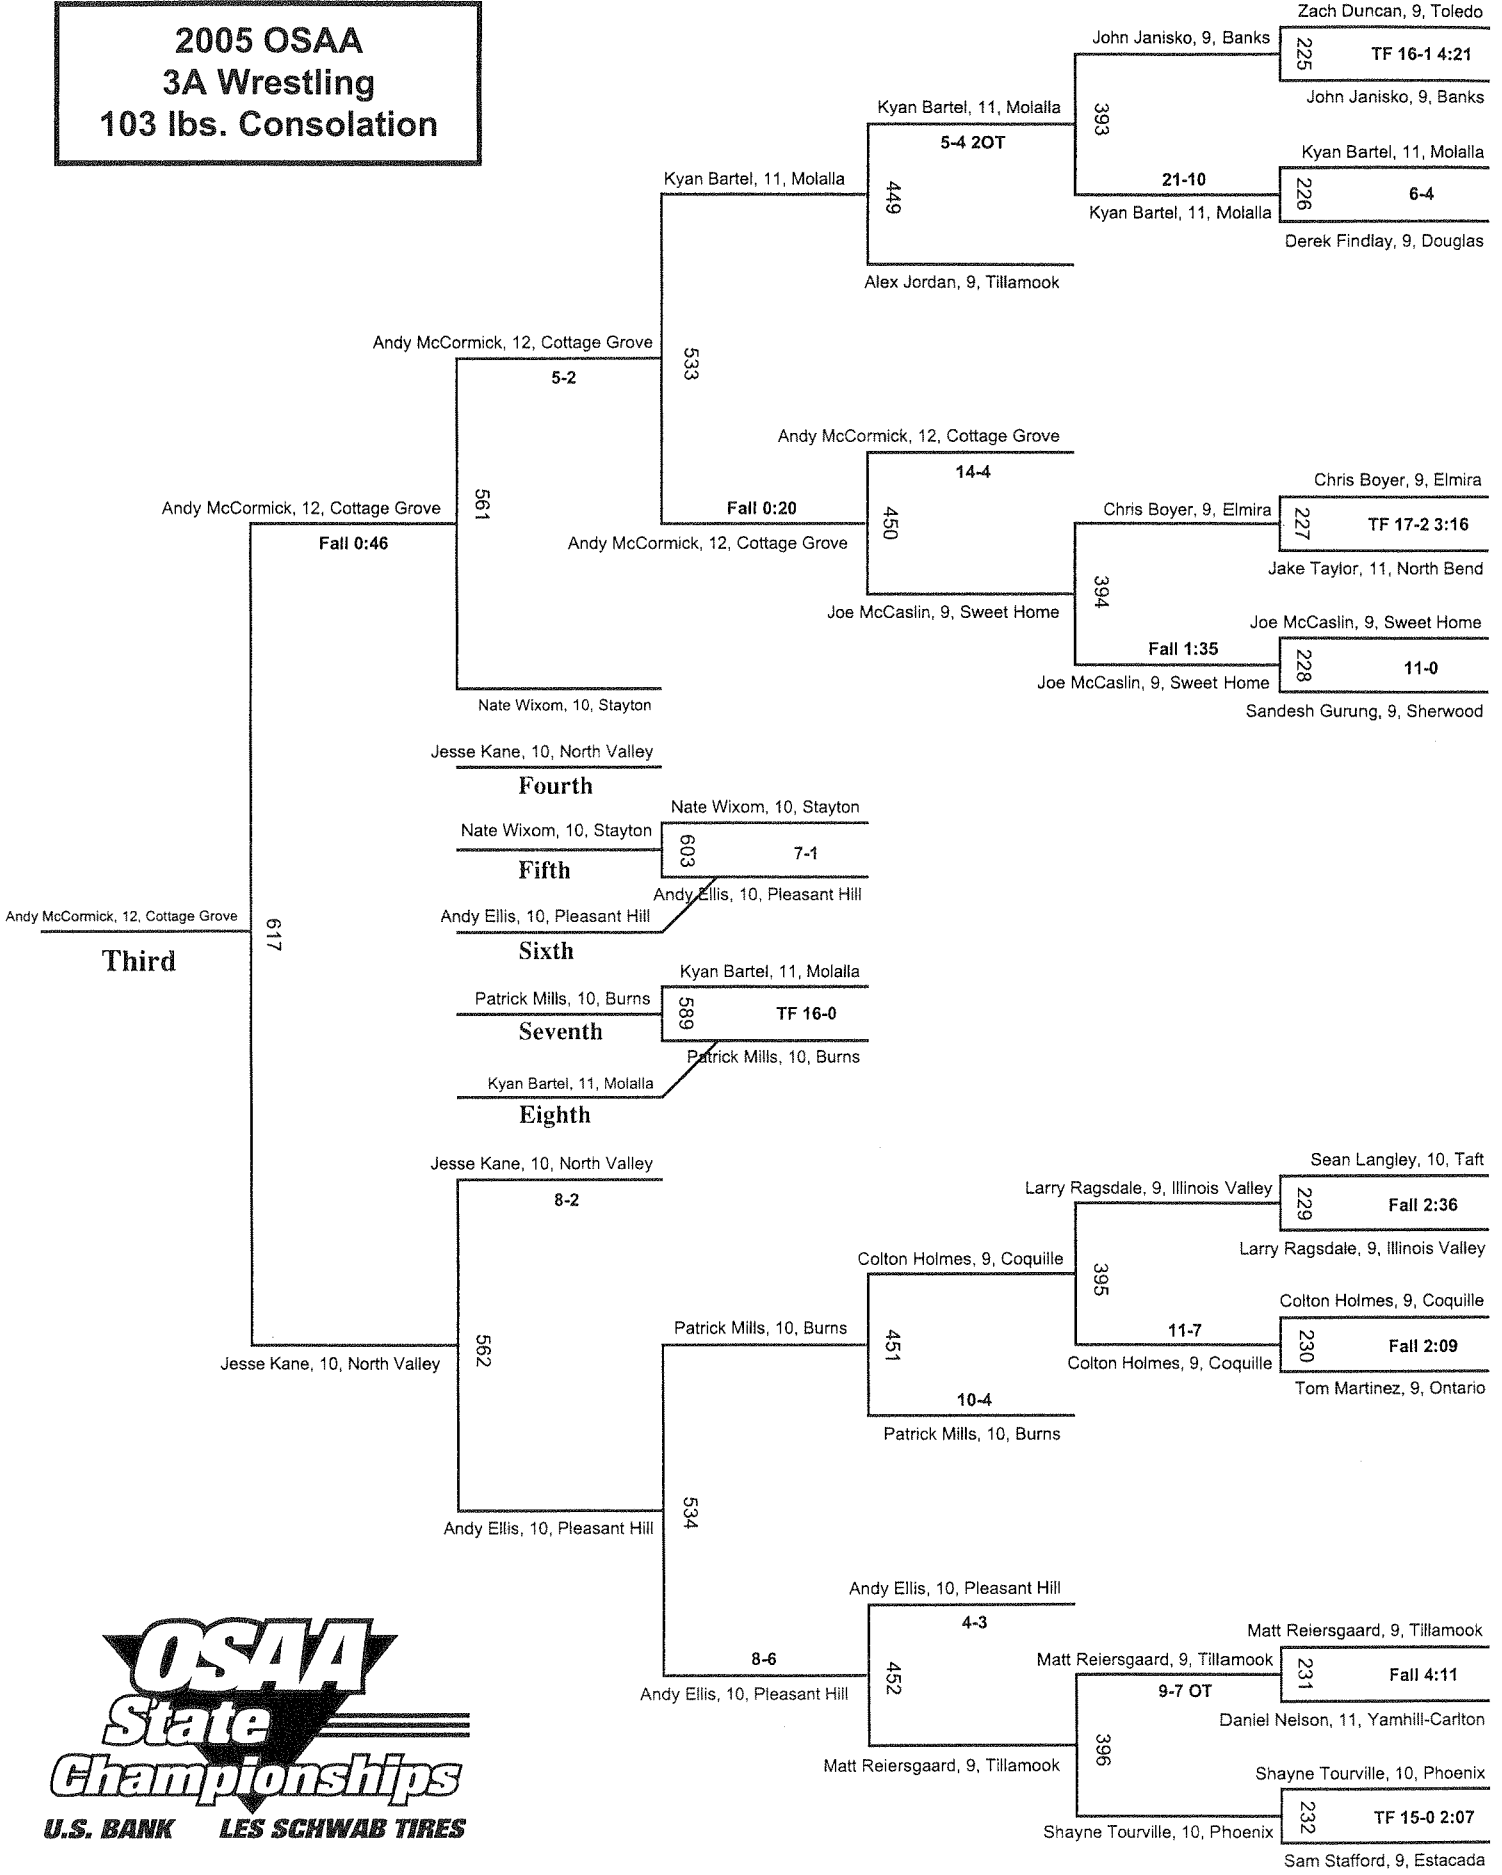 2005 OSAA
3A Wrestling
103 lbs. Consolation
Zach Duncan, 9, Toledo
John Janisko, 9, Banks
225
TF 16-1 4:21
John Janisko, 9, Banks
Kyan Bartel, 11, Molalla
393
5-4 2OT
Kyan Bartel, 11, Molalla
21-10
226
6-4
Kyan Bartel, 11, Molalla
Kyan Bartel, 11, Molalla
449
Derek Findlay, 9, Douglas
Alex Jordan, 9, Tillamook
Andy McCormick, 12, Cottage Grove
5-2
533
Andy McCormick, 12, Cottage Grove
14-4
Chris Boyer, 9, Elmira
Andy McCormick, 12, Cottage Grove
Fall 0:46
561
Fall 0:20
450
Chris Boyer, 9, Elmira
227
TF 17-2 3:16
Andy McCormick, 12, Cottage Grove
Jake Taylor, 11, North Bend
394
Joe McCaslin, 9, Sweet Home
Joe McCaslin, 9, Sweet Home
Fall 1:35
228
11-0
Joe McCaslin, 9, Sweet Home
Sandesh Gurung, 9, Sherwood
Nate Wixom, 10, Stayton
Jesse Kane, 10, North Valley
Fourth
Nate Wixom, 10, Stayton
Nate Wixom, 10, Stayton
603
7-1
Fifth
Andy Ellis, 10, Pleasant Hill
Andy Ellis, 10, Pleasant Hill
Sixth
Andy McCormick, 12, Cottage Grove
617
Third
Kyan Bartel, 11, Molalla
Patrick Mills, 10, Burns
589
TF 16-0
Seventh
Patrick Mills, 10, Burns
Kyan Bartel, 11, Molalla
Eighth
Jesse Kane, 10, North Valley
8-2
Sean Langley, 10, Taft
Larry Ragsdale, 9, Illinois Valley
229
Fall 2:36
Larry Ragsdale, 9, Illinois Valley
Colton Holmes, 9, Coquille
395
Colton Holmes, 9, Coquille
Patrick Mills, 10, Burns
451
11-7
230
Fall 2:09
Jesse Kane, 10, North Valley
562
Colton Holmes, 9, Coquille
Tom Martinez, 9, Ontario
10-4
Patrick Mills, 10, Burns
534
Andy Ellis, 10, Pleasant Hill
Andy Ellis, 10, Pleasant Hill
4-3
Matt Reiersgaard, 9, Tillamook
8-6
452
Matt Reiersgaard, 9, Tillamook
9-7 OT
231
Fall 4:11
Andy Ellis, 10, Pleasant Hill
Daniel Nelson, 11, Yamhill-Carlton
396
Matt Reiersgaard, 9, Tillamook
Shayne Tourville, 10, Phoenix
Shayne Tourville, 10, Phoenix
232
TF 15-0 2:07
Sam Stafford, 9, Estacada
OSAA
State
Championships
U.S. BANK LES SCHWAB TIRES